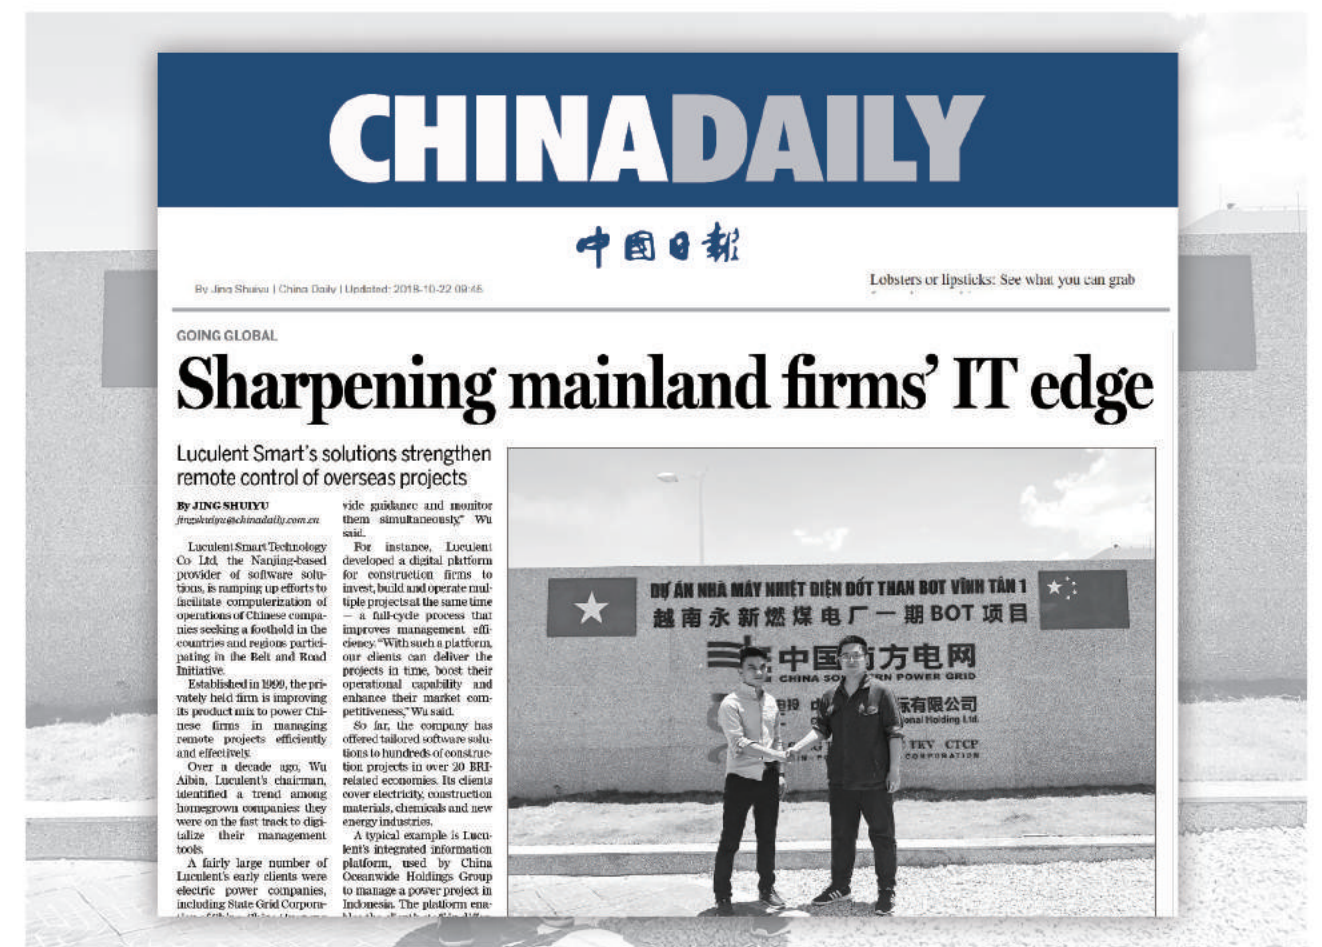 CHINADAILY
中國日報
By Jing Shuiyu | China Daily | Updated: 2018-10-22 09:45
Lobsters or lipsticks: See what you can grab
GOING GLOBAL
Sharpening mainland firms' IT edge
Luculent Smart's solutions strengthen
remote control of overseas projects
By JING SHUIYU
jingshuiyu@chinadaily.com.cn
Luculent Smart Technology
Co Ltd, the Nanjing-based
provider of software solu-
tions, is ramping up efforts to
facilitate computerization of
operations of Chinese compa-
nies seeking a foothold in the
countries and regions partici-
pating in the Belt and Road
Initiative.
Established in 1999, the pri-
vately held firm is improving
its product mix to power Chi-
nese firms in managing
remote projects efficiently
and effectively.
Over a decade ago, Wu
Aibin, Luculent's chairman,
identified a trend among
homegrown companies: they
were on the fast track to digi-
talize their management
tools.
A fairly large number of
Luculent's early clients were
electric power companies,
including State Grid Corpora-
vide guidance and monitor
them simultaneously," Wu
said.
For instance, Luculent
developed a digital platform
for construction firms to
invest, build and operate mul-
tiple projects at the same time
— a full-cycle process that
improves management effi-
ciency. "With such a platform,
our clients can deliver the
projects in time, boost their
operational capability and
enhance their market com-
petitiveness," Wu said.
So far, the company has
offered tailored software solu-
tions to hundreds of construc-
tion projects in over 20 BRI-
related economies. Its clients
cover electricity, construction
materials, chemicals and new
energy industries.
A typical example is Lucu-
lent's integrated information
platform, used by China
Oceanwide Holdings Group
to manage a power project in
Indonesia. The platform ena-
DỰ ÁN NHÀ MÁY NHIỆT ĐIỆN ĐỐT THAN BOT VĨNH TÂN 1
越南永新燃煤电厂一期BOT项目
中国南方电网
CHINA SO RN POWER GRID
电投 际有限公司
ional Holding Ltd.
TKV CTCP
CORPORATION